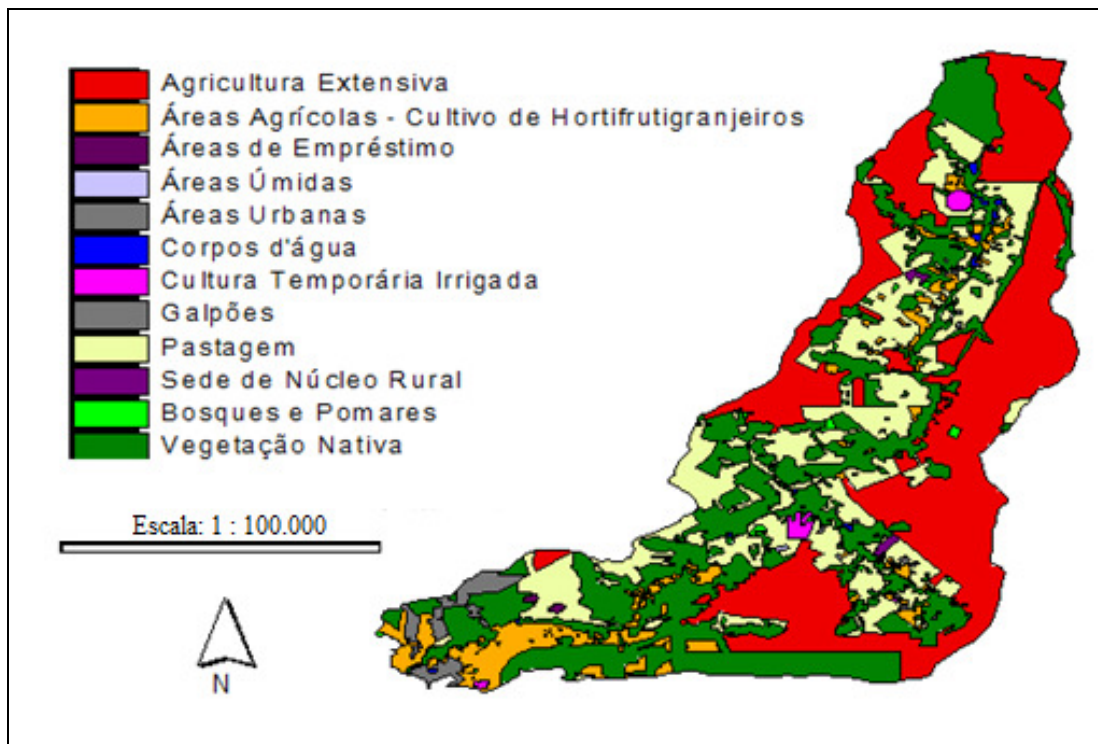 Agricultura Extensiva
Áreas Agrícolas - Cultivo de Hortifrutigranjeiros
Áreas de Empréstimo
Áreas Úmidas
Áreas Urbanas
Corpos d'água
Cultura Temporária Irrigada
Galpões
Pastagem
Sede de Núcleo Rural
Bosques e Pomares
Vegetação Nativa
Escala: 1 : 100.000
N